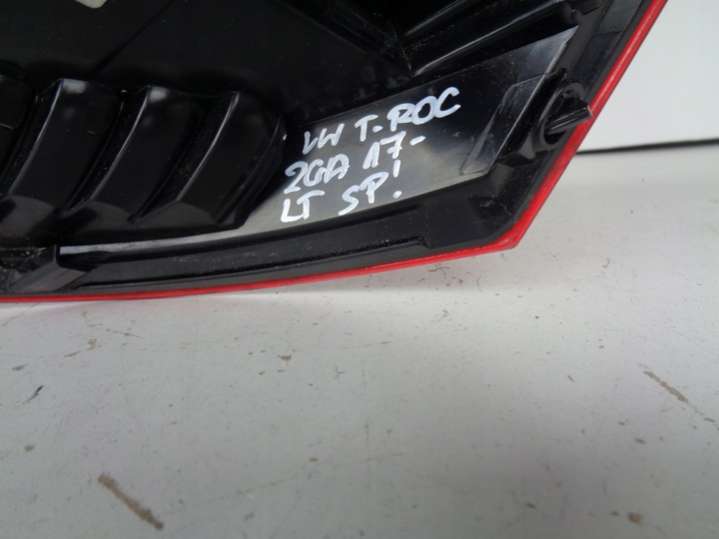 VW T-ROC
2GA 17-
LT SP!